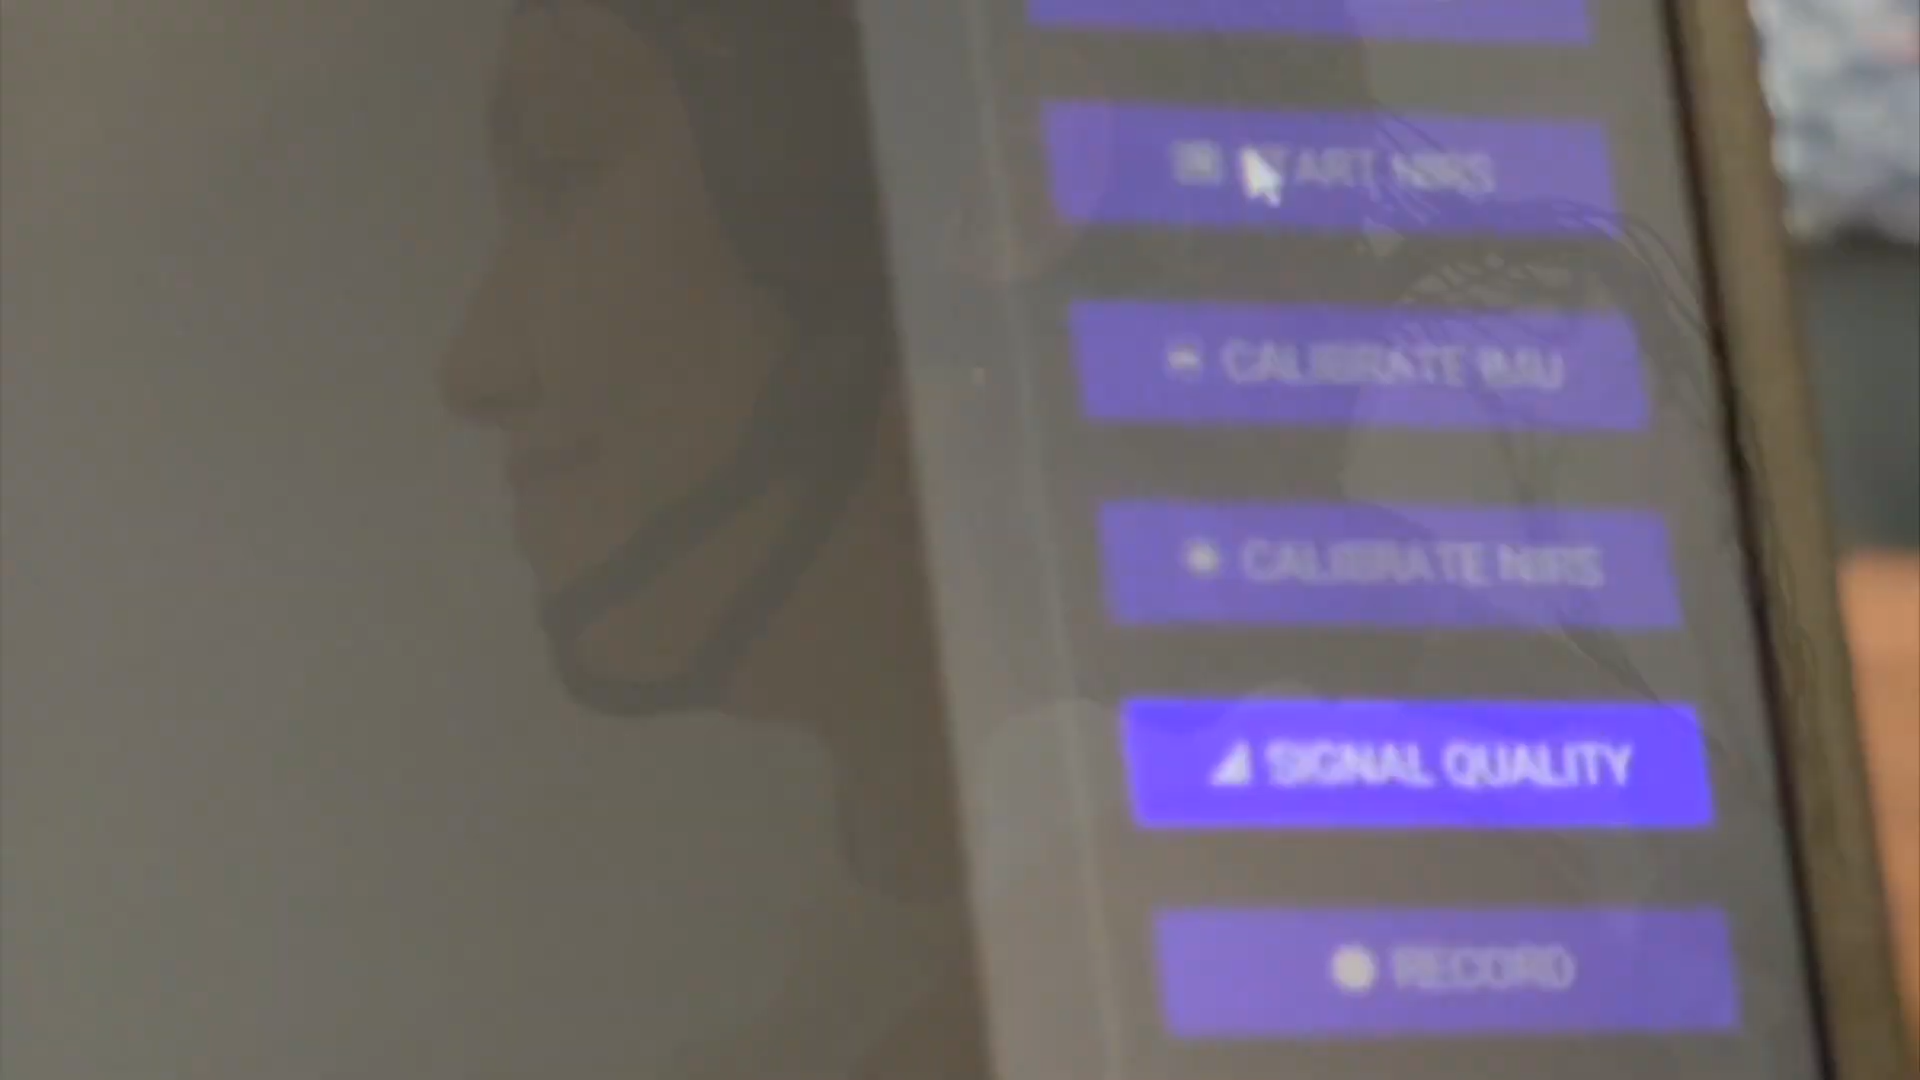 START NIRS
CALIBRATE IMU
CALIBRATE NIRS
SIGNAL QUALITY
RECORD